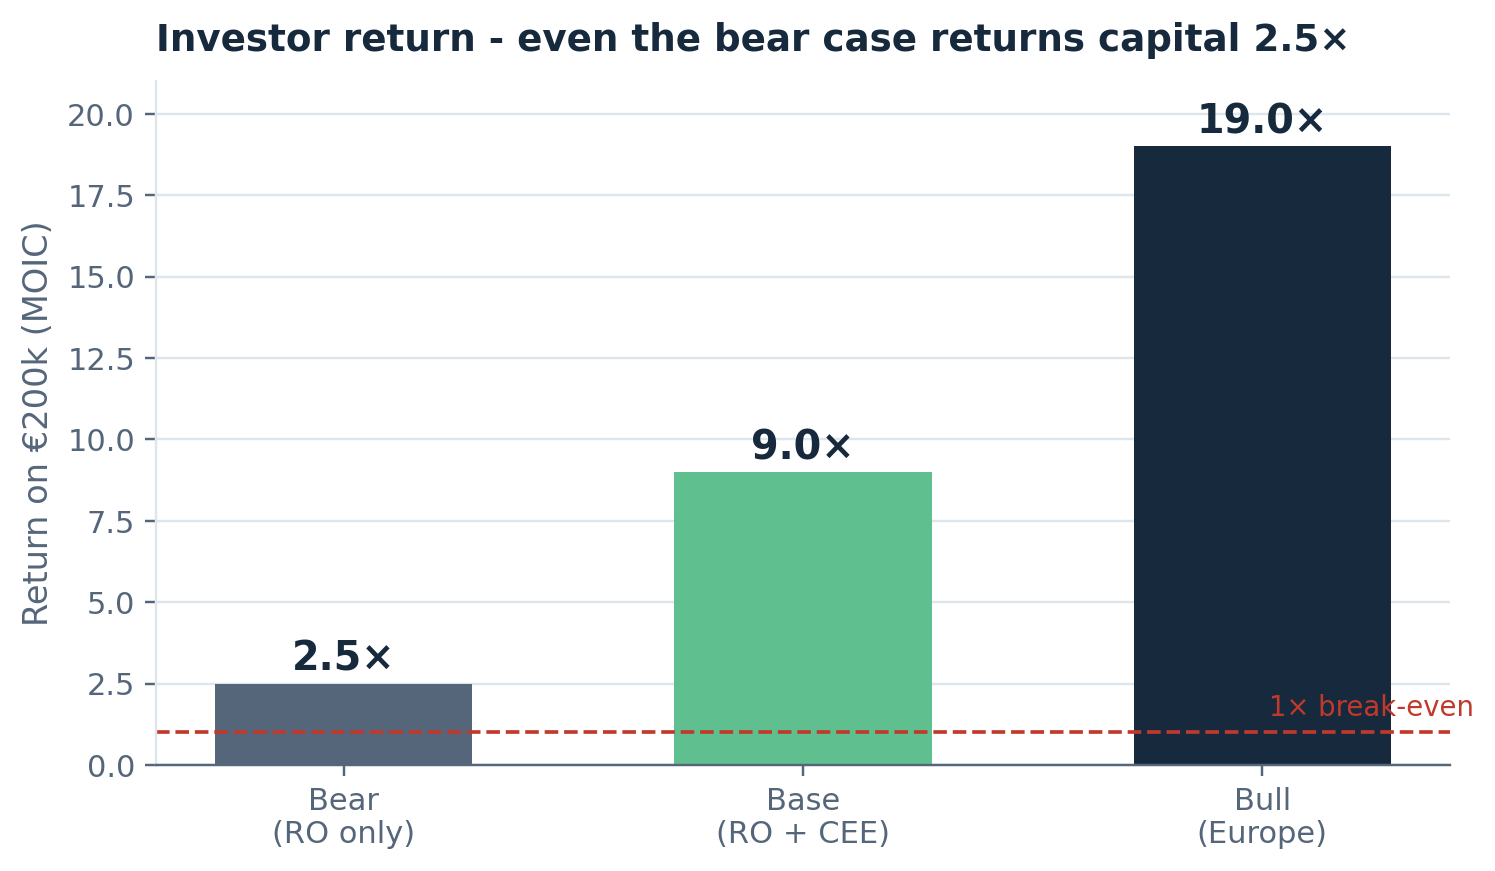 Investor return - even the bear case returns capital 2.5×
Return on €200k (MOIC)
20.0
17.5
15.0
12.5
10.0
7.5
5.0
2.5
0.0
2.5×
9.0×
19.0×
1× break-even
Bear
(RO only)
Base
(RO + CEE)
Bull
(Europe)